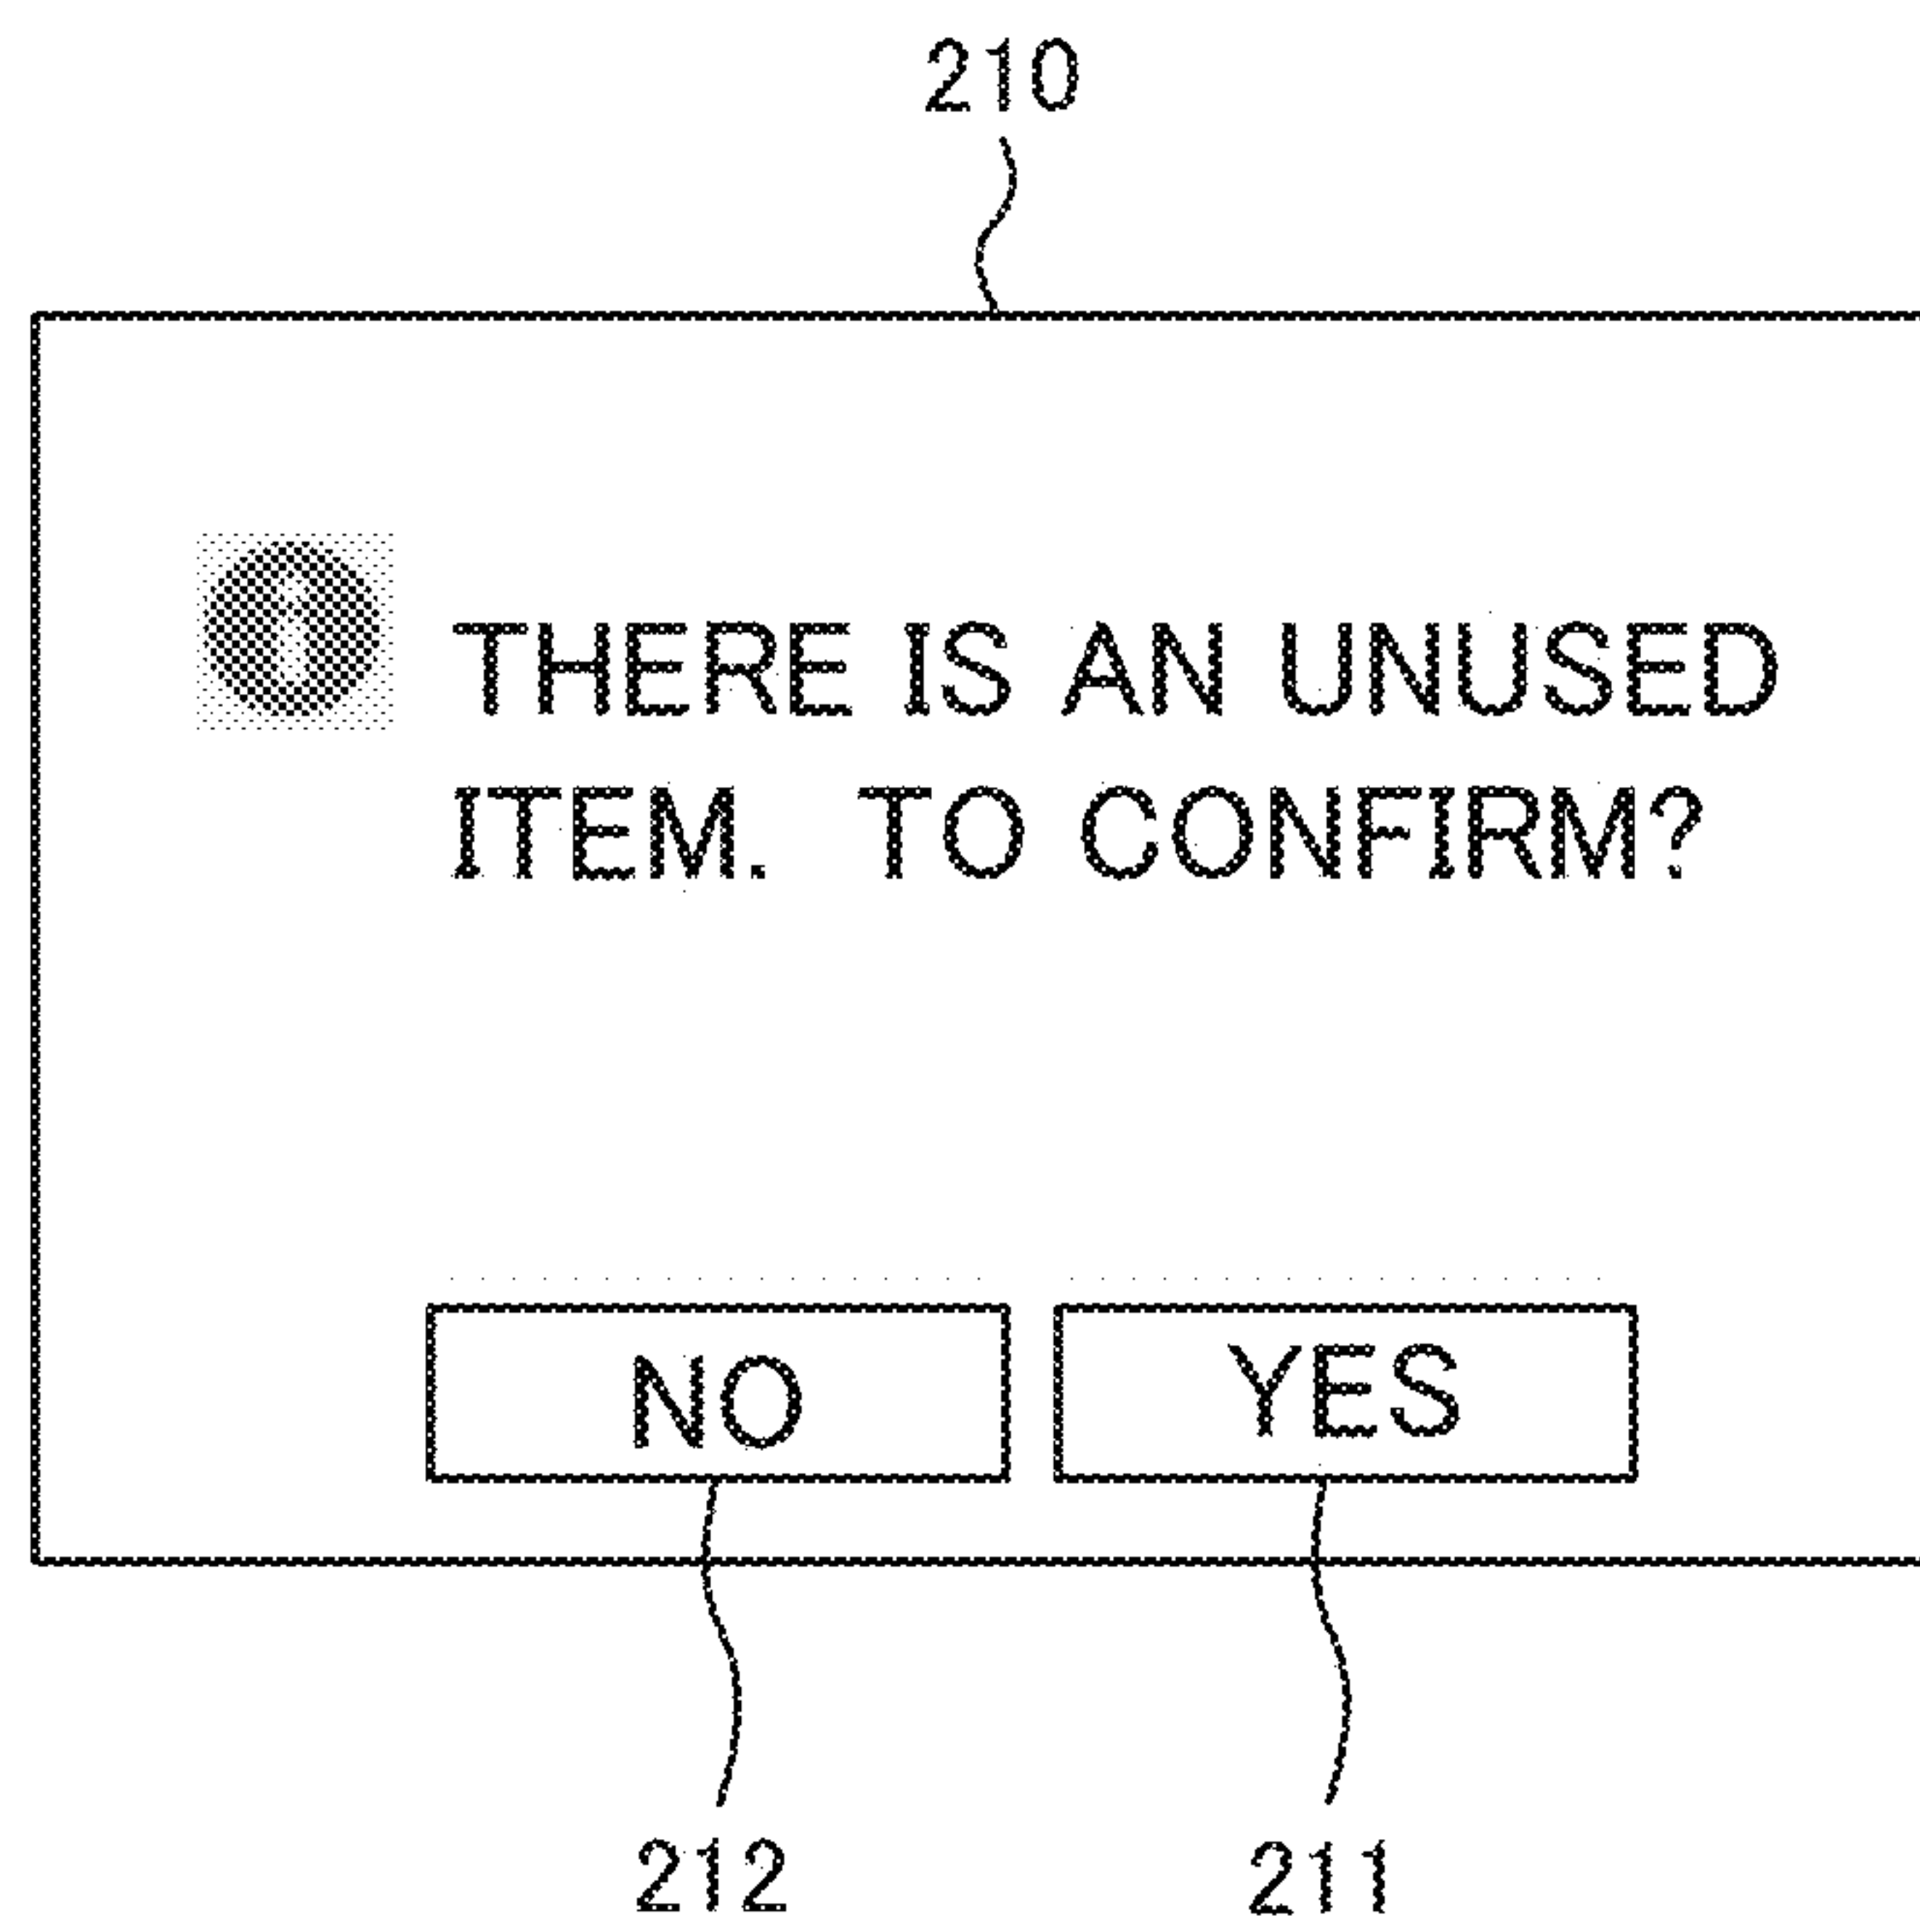 210
THERE IS AN UNUSED
ITEM. TO CONFIRM?
NO YES
212 211